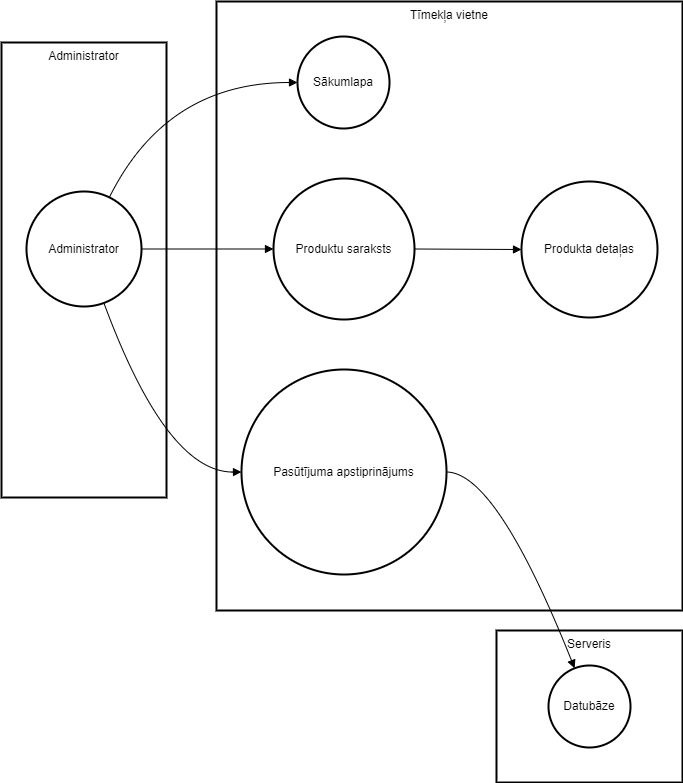 Tīmekļa vietne
Administrator
Sākumlapa
Administrator
Produktu saraksts
Produkta detaļas
Pasūtījuma apstiprinājums
Serveris
Datubāze